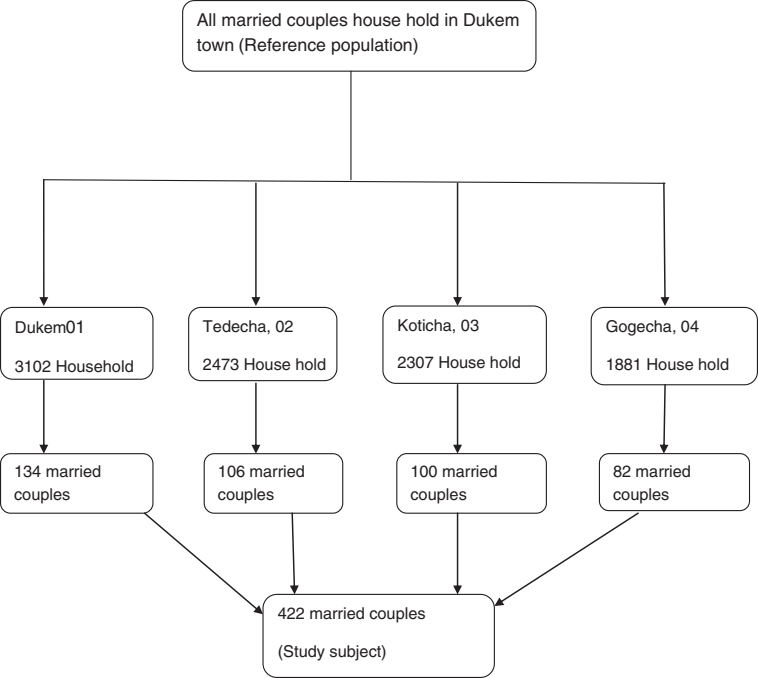 All married couples house hold in Dukem
town (Reference population)
Dukem01
3102 Household
Tedecha, 02
2473 House hold
Koticha, 03
2307 House hold
Gogecha, 04
1881 House hold
134 married
couples
106 married
couples
100 married
couples
82 married
couples
422 married couples
(Study subject)